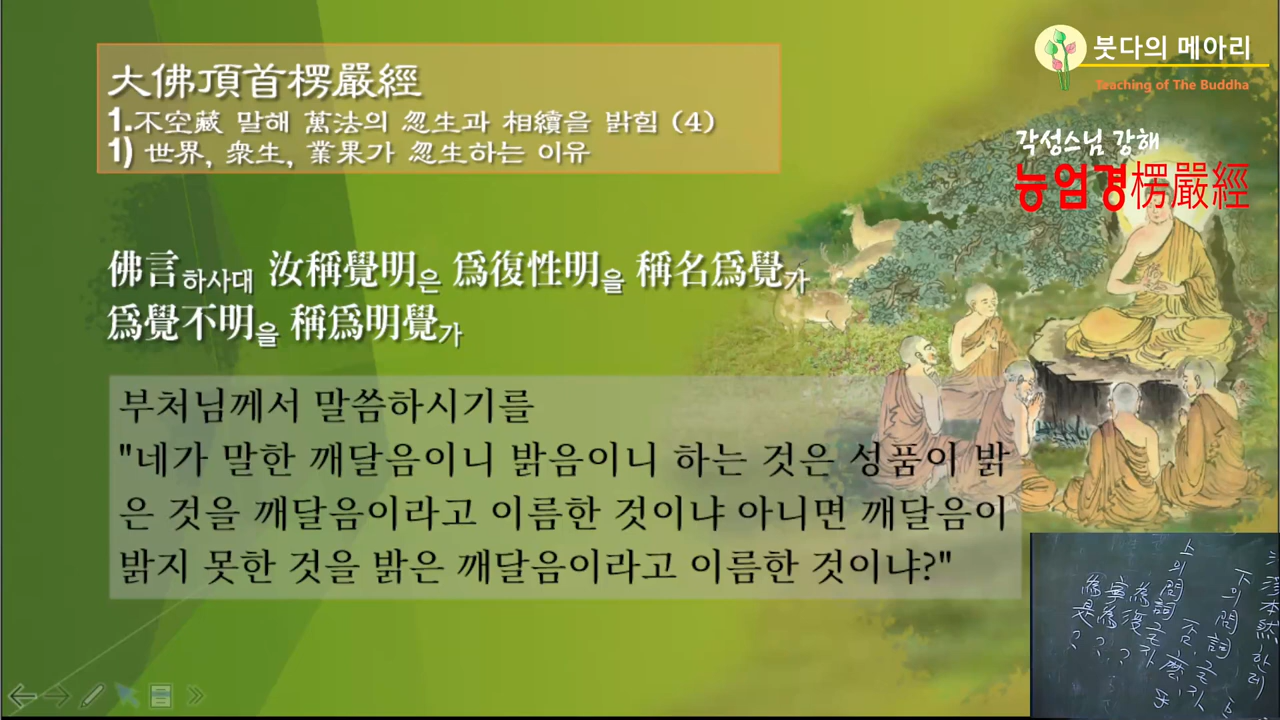 大佛頂首楞嚴經
1.不空藏 말해 萬法의 忽生과 相續을 밝힘 (4)
1) 世界, 衆生, 業果가 忽生하는 이유
붓다의 메아리
Teaching of The Buddha
각성스님 강해
능엄경楞嚴經
佛言하사대 汝稱覺明은 爲復性明을 稱名爲覺가
爲覺不明을 稱爲明覺가
부처님께서 말씀하시기를
"네가 말한 깨달음이니 밝음이니 하는 것은 성품이 밝
은 것을 깨달음이라고 이름한 것이냐 아니면 깨달음이
밝지 못한 것을 밝은 깨달음이라고 이름한 것이냐?"
上의 問詞
下의 問詞